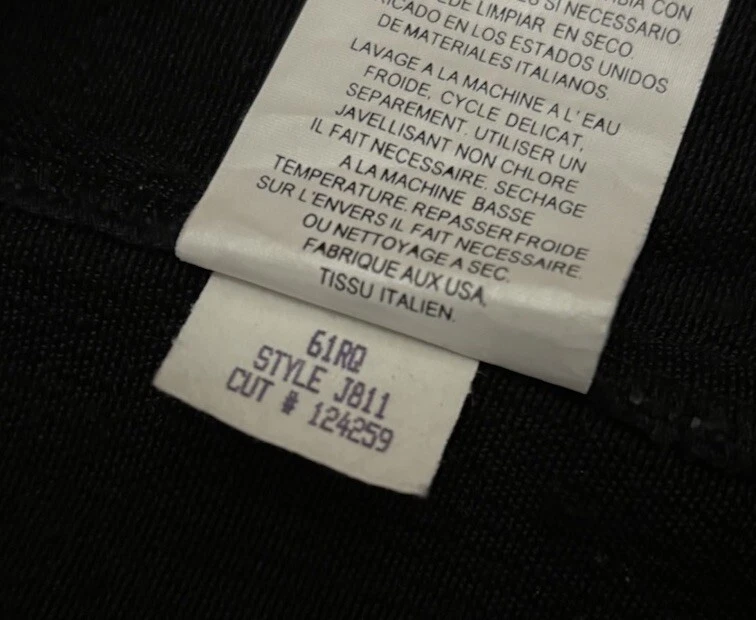 CON
DE LIMPIAR EN SECO.
SI NECESSARIO
RICADO EN LOS ESTADOS UNIDOS
DE MATERIALES ITALIANOS.
LAVAGE A LA MACHINE A L'EAU
FROIDE, CYCLE DELICAT,
SEPAREMENT. UTILISER UN
JAVELLISANT NON CHLORE
IL FAIT NECESSAIRE. SECHAGE
A LA MACHINE BASSE
TEMPERATURE. REPASSER FROIDE
SUR L'ENVERS IL FAIT NECESSAIRE.
OU NETTOYAGE A SEC.
FABRIQUE AUX USA,
TISSU ITALIEN.
61RQ
STYLE J811
CUT # 124259